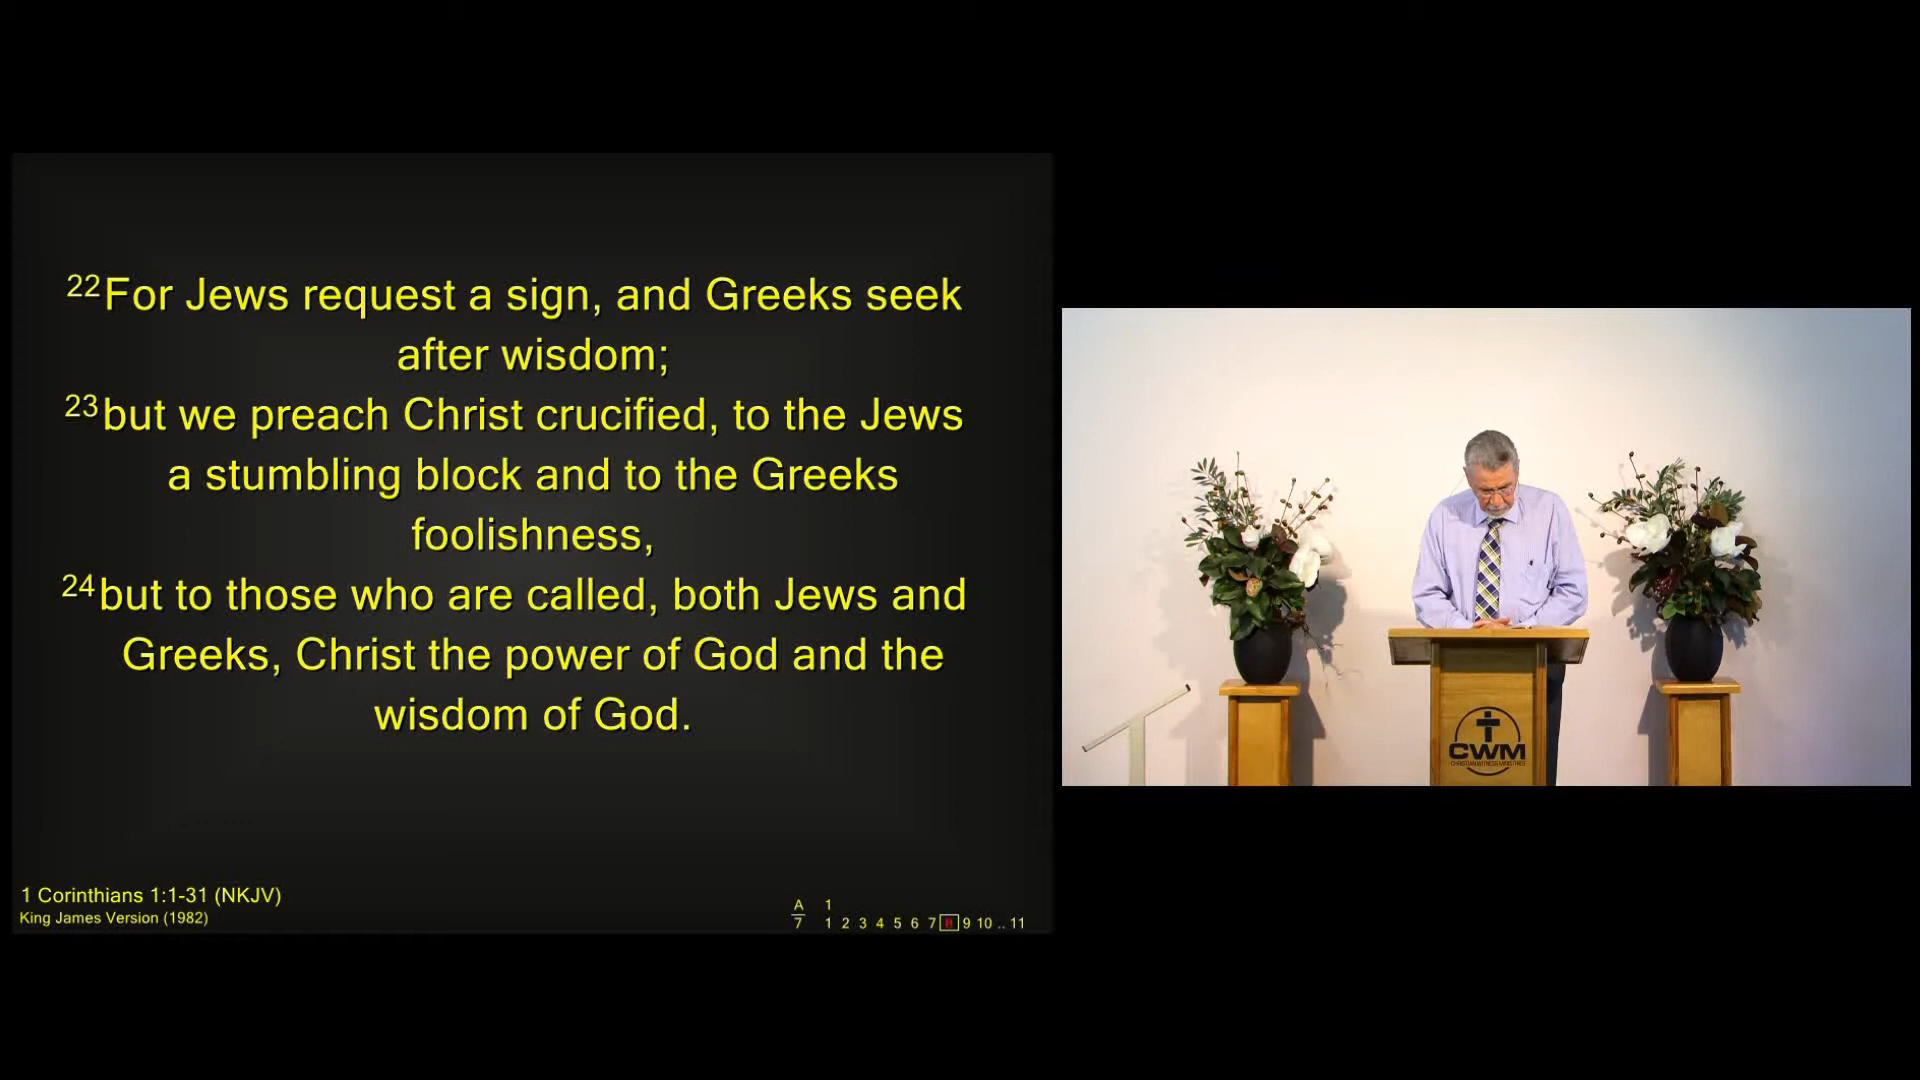 22For Jews request a sign, and Greeks seek
after wisdom;
23but we preach Christ crucified, to the Jews
a stumbling block and to the Greeks
foolishness,
24but to those who are called, both Jews and
Greeks, Christ the power of God and the
wisdom of God.
1 Corinthians 1:1-31 (NKJV)
King James Version (1982)
A 1
7 1 2 3 4 5 6 7 8 9 10 .. 11
CWM
CHRISTIAN WITNESS MINISTRIES